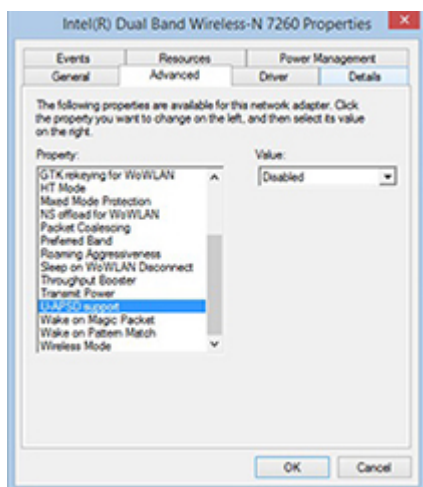 Intel(R) Dual Band Wireless-N 7260 Properties
Events Resources Power Management
General Advanced Driver Details
The following properties are available for this network adapter. Click
the property you want to change on the left, and then select its value
on the right.
Property: Value:
GTK rekeying for WoWLAN Disabled
HT Mode
Mixed Mode Protection
NS offload for WoWLAN
Packet Coalescing
Preferred Band
Roaming Aggressiveness
Sleep on WoWLAN Disconnect
Throughput Booster
Transmit Power
U-APSD support
Wake on Magic Packet
Wake on Pattern Match
Wireless Mode
OK Cancel